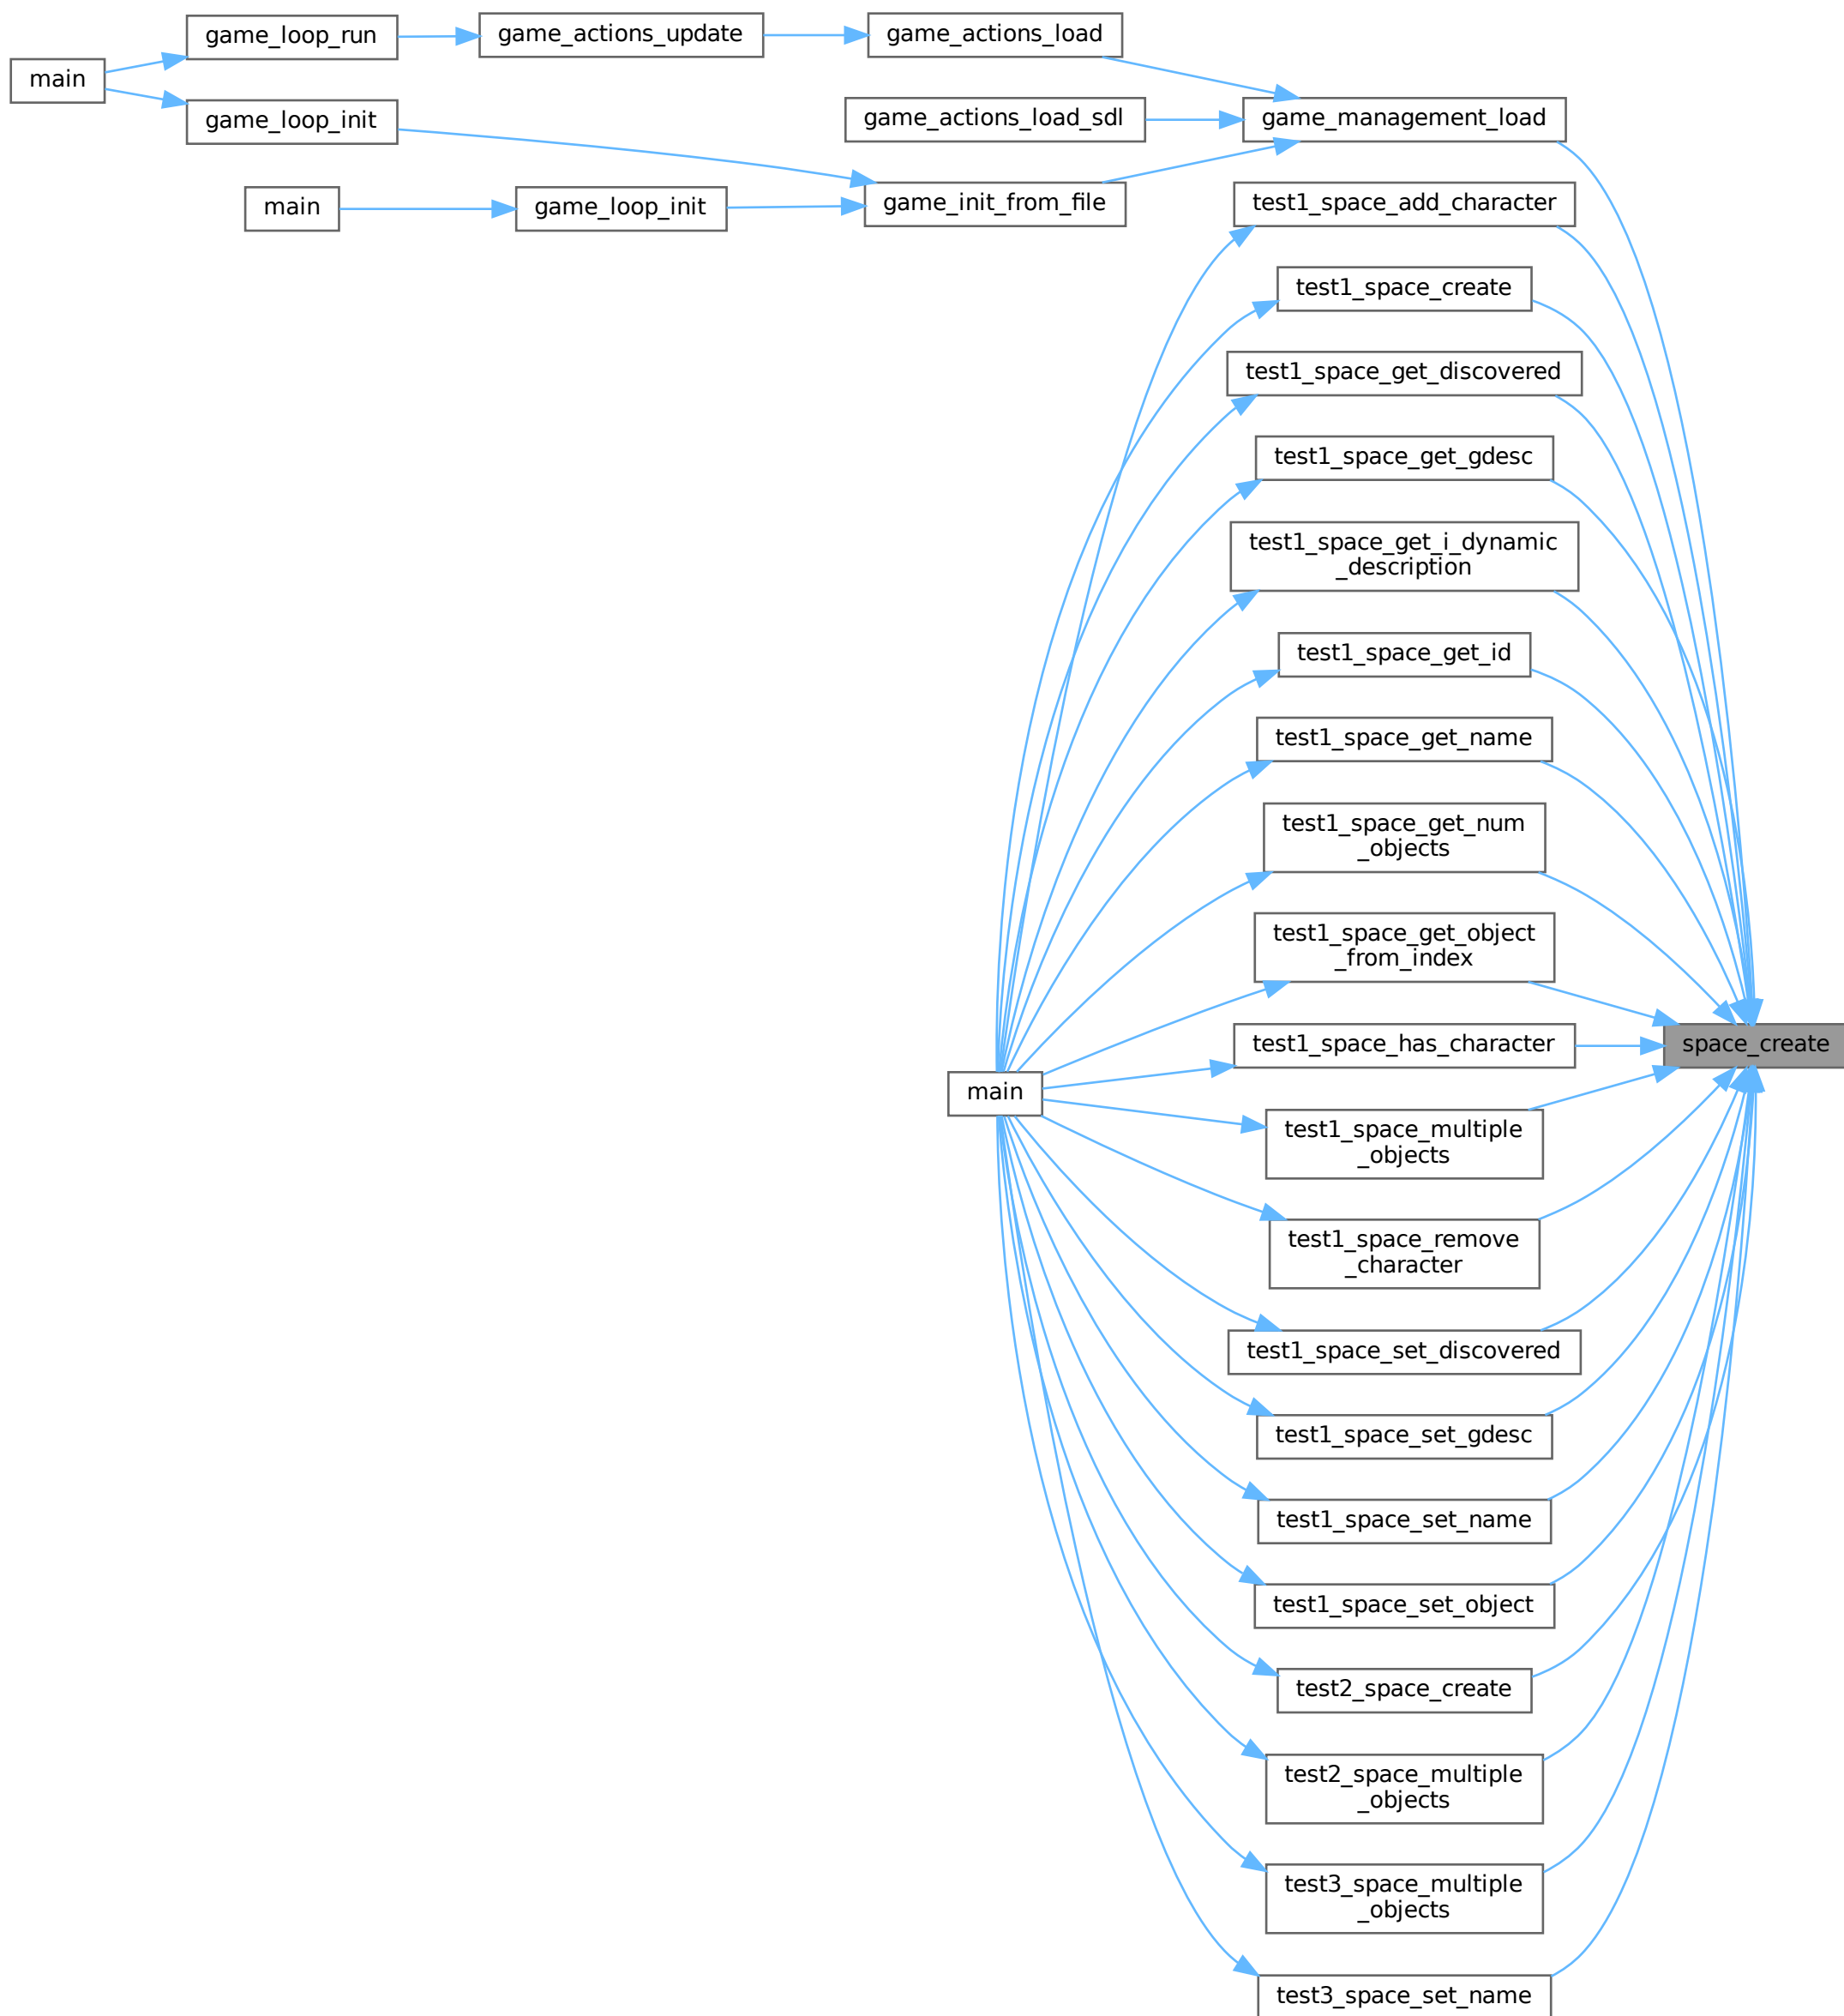 game_loop_run
game_actions_update
game_actions_load
main
game_loop_init
game_actions_load_sdl
game_management_load
main
game_loop_init
game_init_from_file
test1_space_add_character
test1_space_create
test1_space_get_discovered
test1_space_get_gdesc
test1_space_get_i_dynamic
_description
test1_space_get_id
test1_space_get_name
test1_space_get_num
_objects
test1_space_get_object
_from_index
test1_space_has_character
space_create
main
test1_space_multiple
_objects
test1_space_remove
_character
test1_space_set_discovered
test1_space_set_gdesc
test1_space_set_name
test1_space_set_object
test2_space_create
test2_space_multiple
_objects
test3_space_multiple
_objects
test3_space_set_name